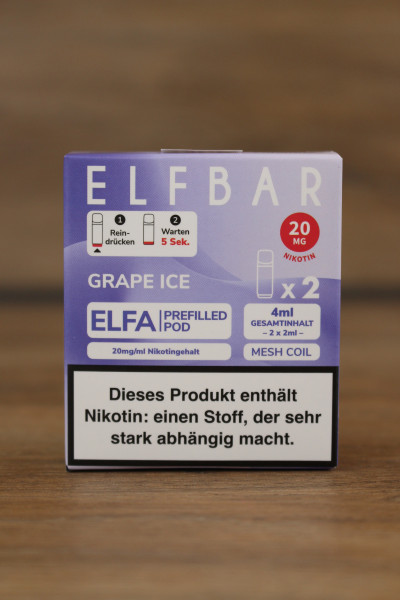 ELFBAR
1
Rein-
drücken
2
Warten
5 Sek.
20
MG
NIKOTIN
GRAPE ICE
x 2
ELFA
PREFILLED
POD
4ml
GESAMTINHALT
– 2 x 2ml –
20mg/ml Nikotingehalt
MESH COIL
Dieses Produkt enthält
Nikotin: einen Stoff, der sehr
stark abhängig macht.